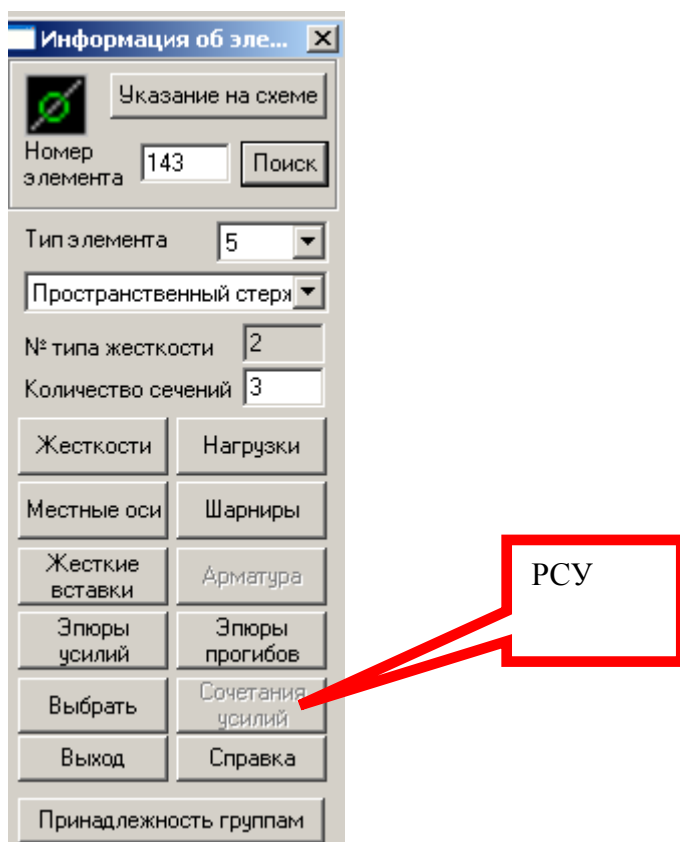 Информация об эле...
Указание на схеме
Номер
элемента
143
Поиск
Тип элемента
5
Пространственный стерж
№ типа жесткости
2
Количество сечений
3
Жесткости
Нагрузки
Местные оси
Шарниры
Жесткие
вставки
Арматура
Эпюры
усилий
Эпюры
прогибов
РСУ
Выбрать
Сочетания
усилий
Выход
Справка
Принадлежность группам